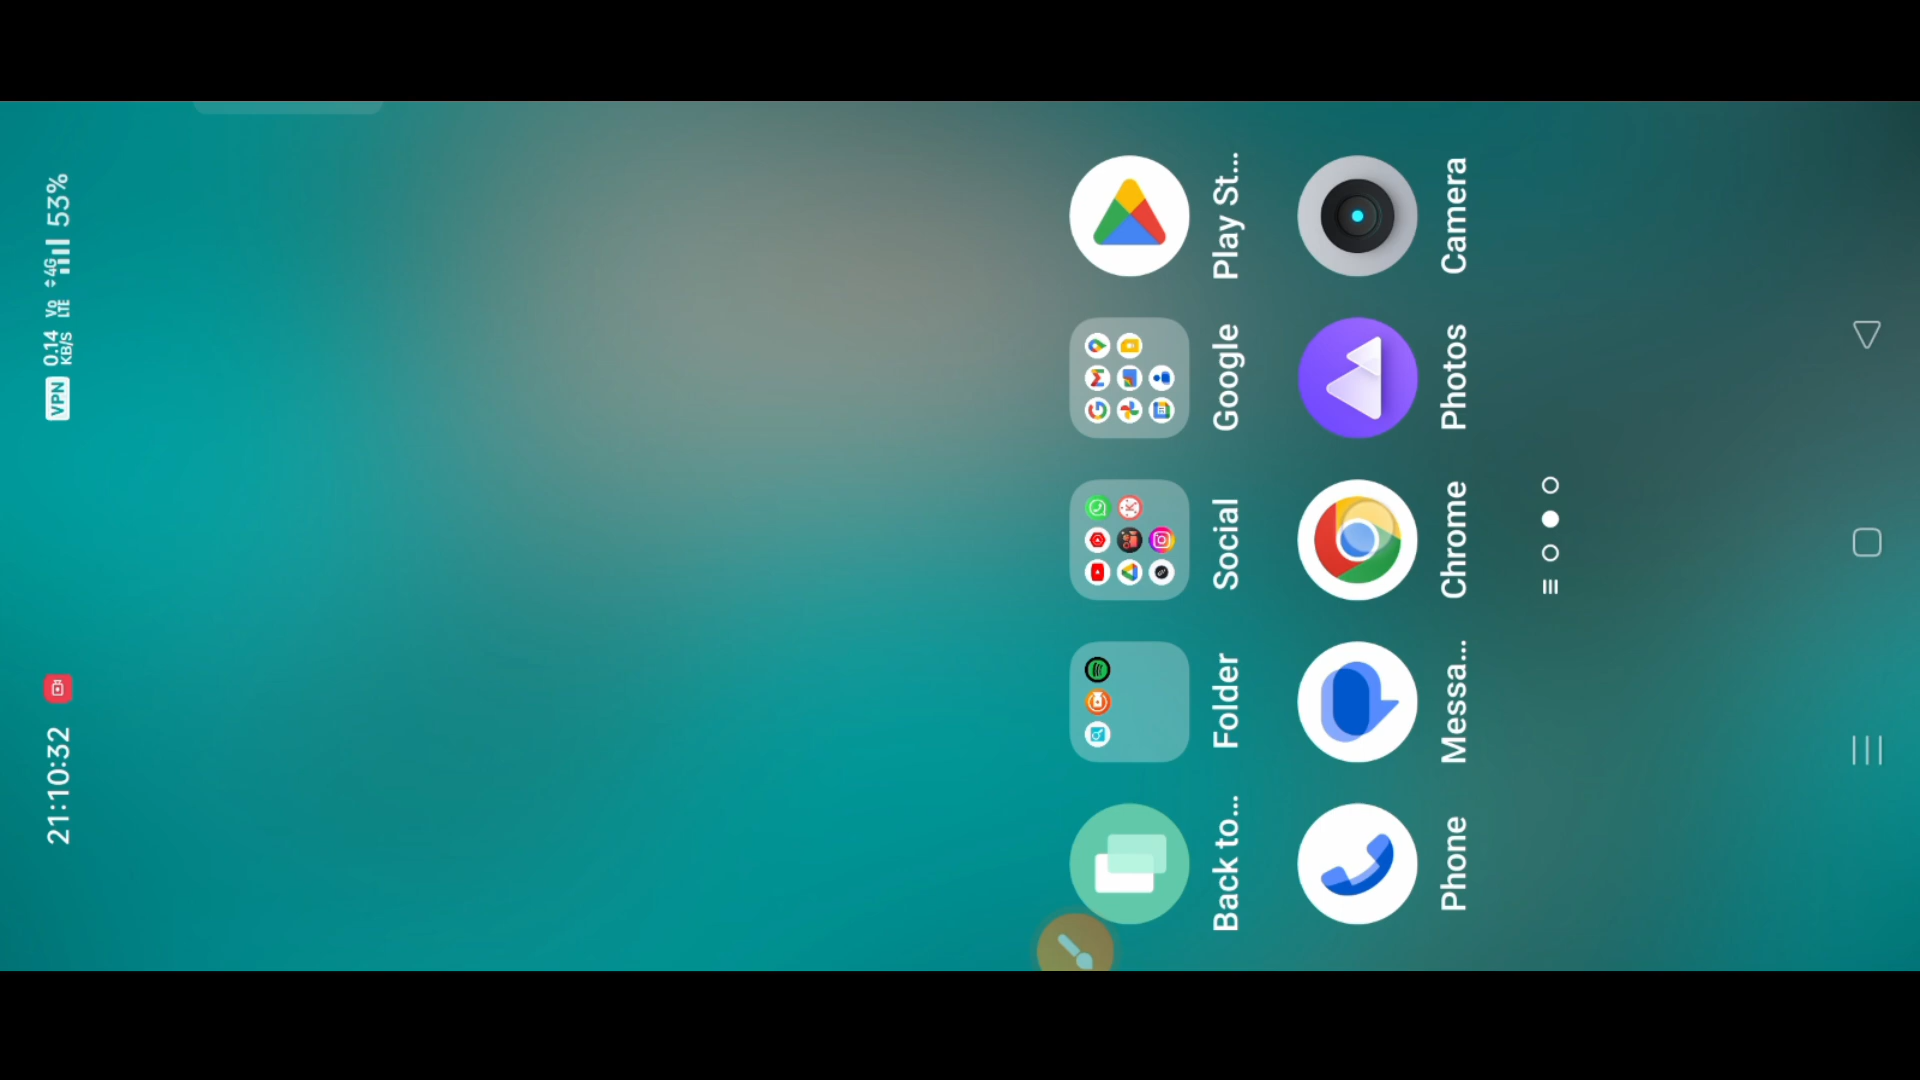 21:10:32
VPN 0.14 KB/S Vo LTE 4G 53%
Back to... Folder Social Google Play St...
Phone Messa... Chrome Photos Camera